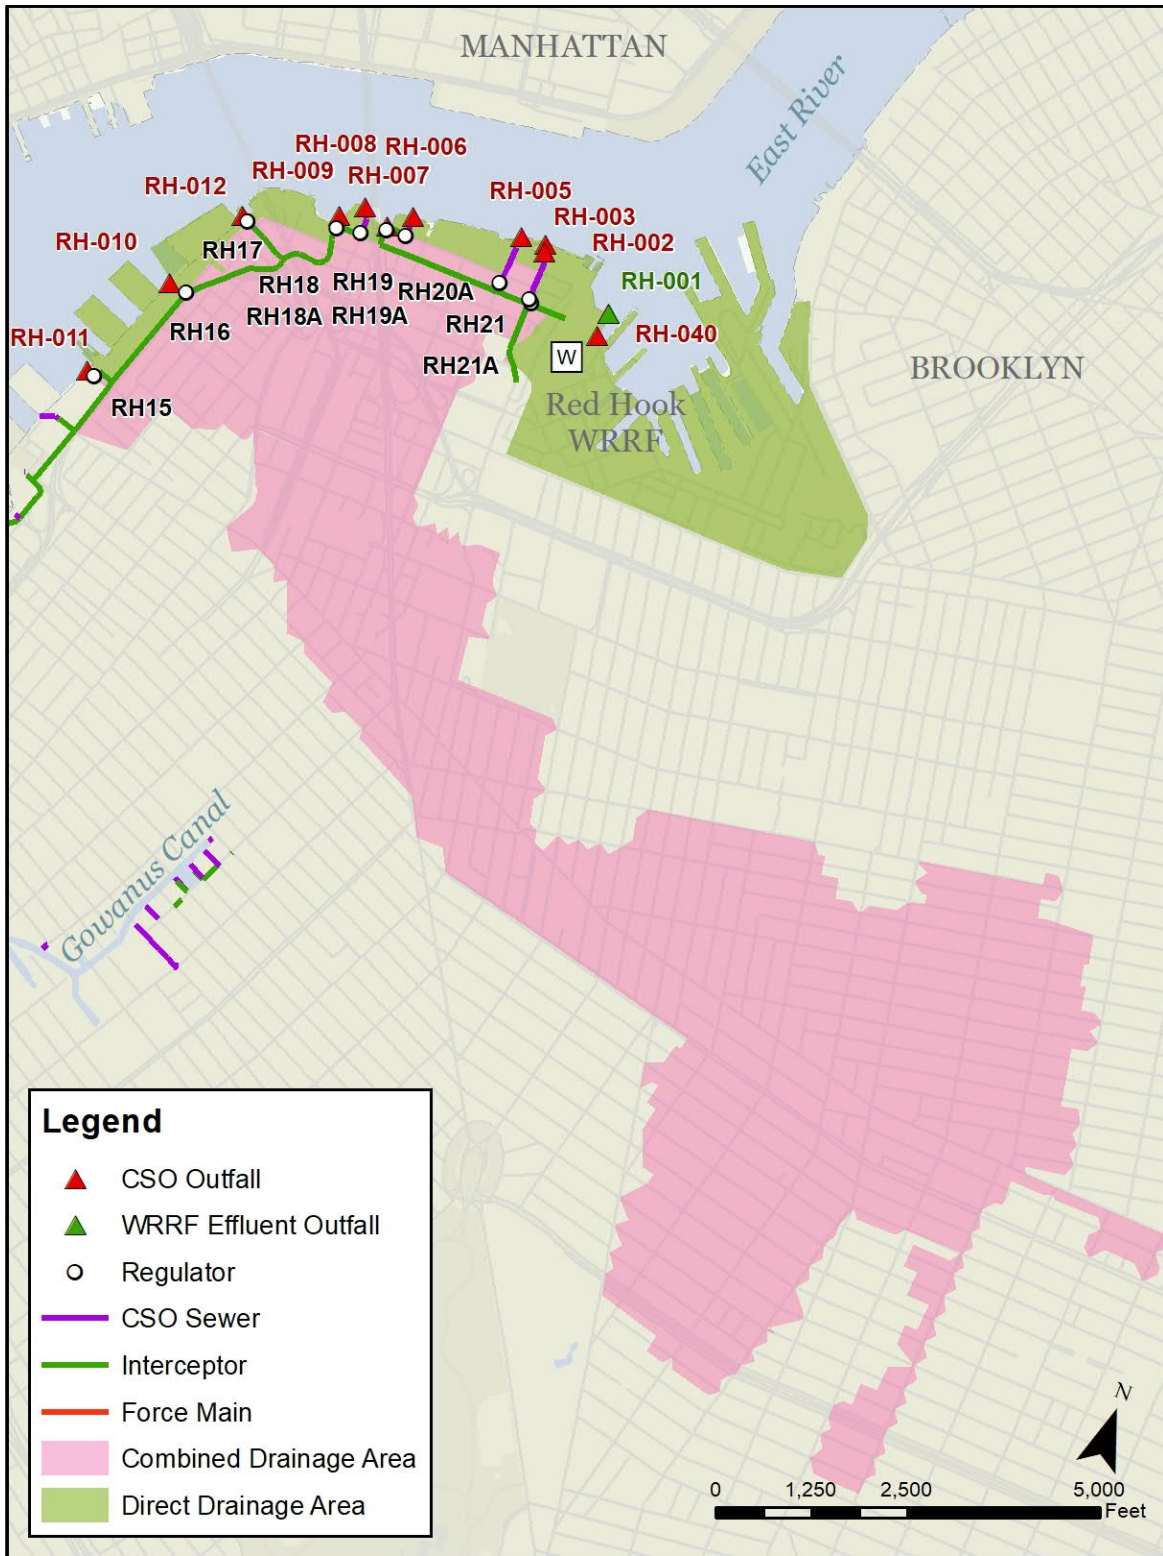 MANHATTAN
East River
RH-008 RH-006
RH-009 RH-007
RH-012
RH-005
RH-003
RH-002
RH-010
RH17
RH-001
RH18 RH19 RH20A
RH18A RH19A RH21
RH16
RH-011
RH-040
RH21A
W
BROOKLYN
RH15
Red Hook
WRRF
Gowanus Canal
Legend
CSO Outfall
WRRF Effluent Outfall
Regulator
CSO Sewer
Interceptor
Force Main
Combined Drainage Area
Direct Drainage Area
N
0 1,250 2,500 5,000
Feet